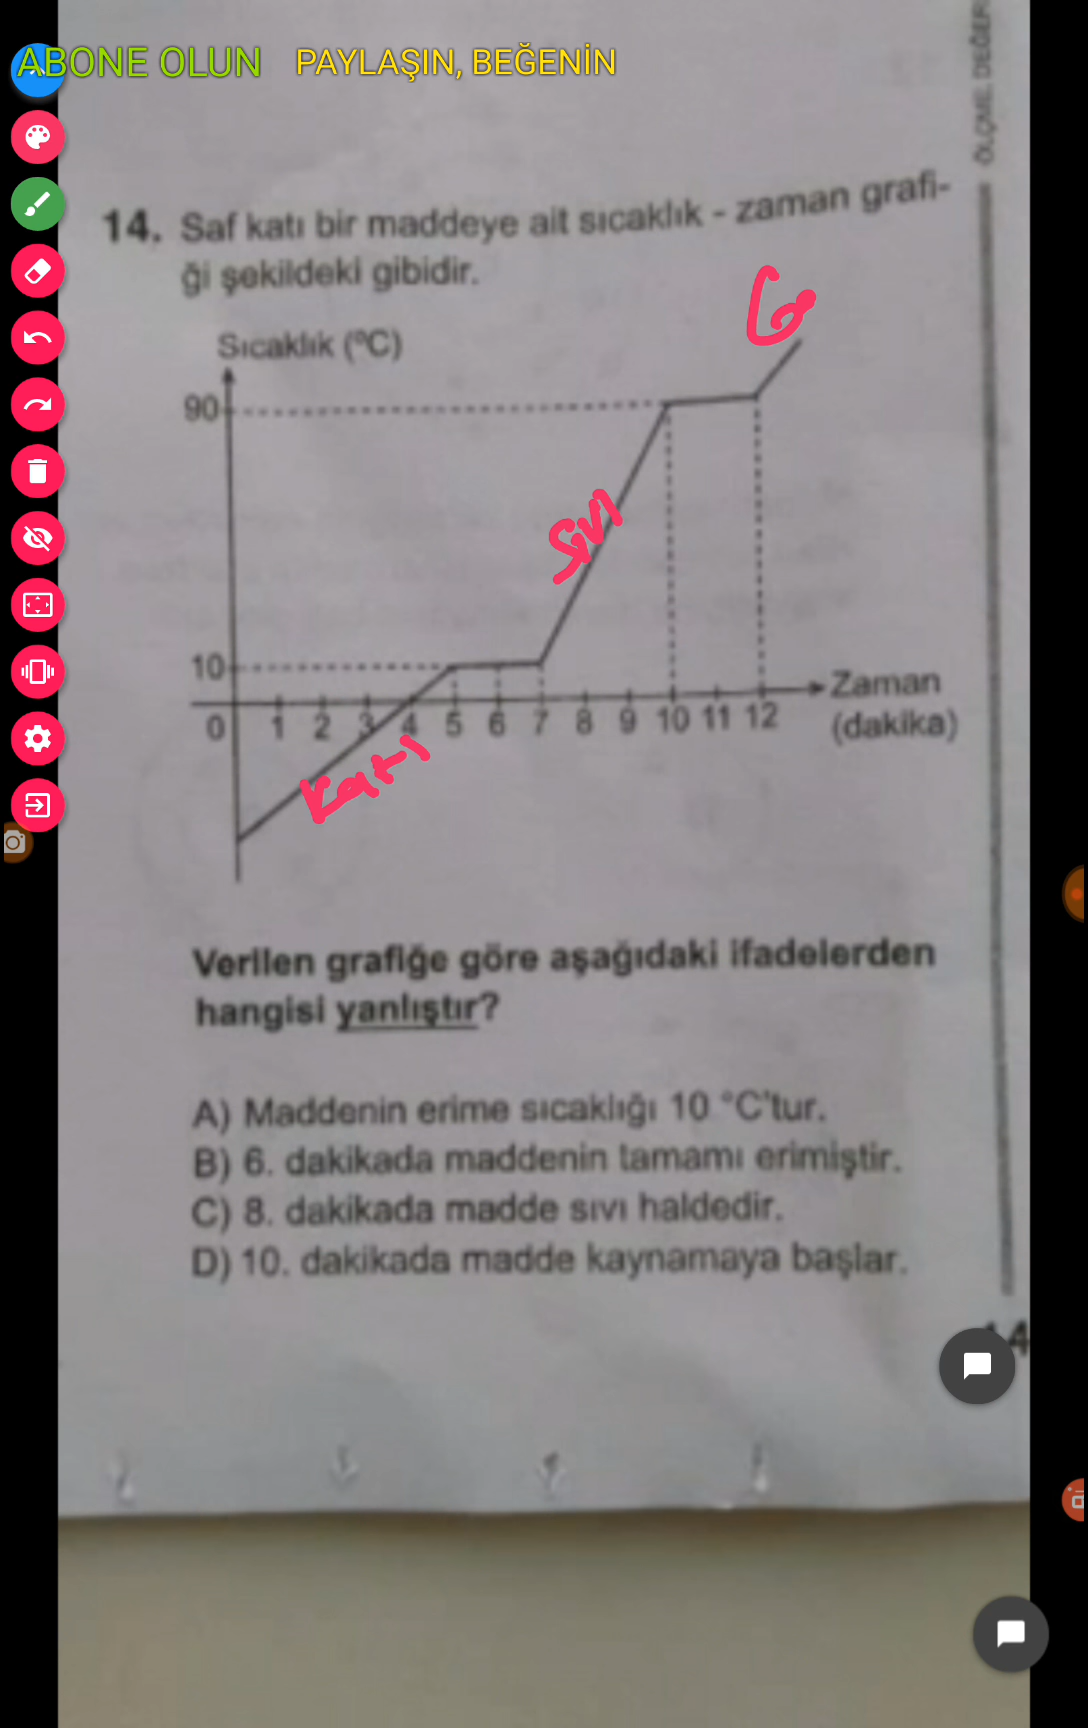 ABONE OLUN PAYLAŞIN, BEĞENİN
ÖLÇME, DEĞER
14. Saf katı bir maddeye ait sıcaklık - zaman grafi-
ği şekildeki gibidir.
G
Sıcaklık (ºC)
90
sıvı
10
Zaman
0 1 2 3 4 5 6 7 8 9 10 11 12
(dakika)
Katı
Verilen grafiğe göre aşağıdaki ifadelerden
hangisi yanlıştır?
A) Maddenin erime sıcaklığı 10 °C'tur.
B) 6. dakikada maddenin tamamı erimiştir.
C) 8. dakikada madde sıvı haldedir.
D) 10. dakikada madde kaynamaya başlar.